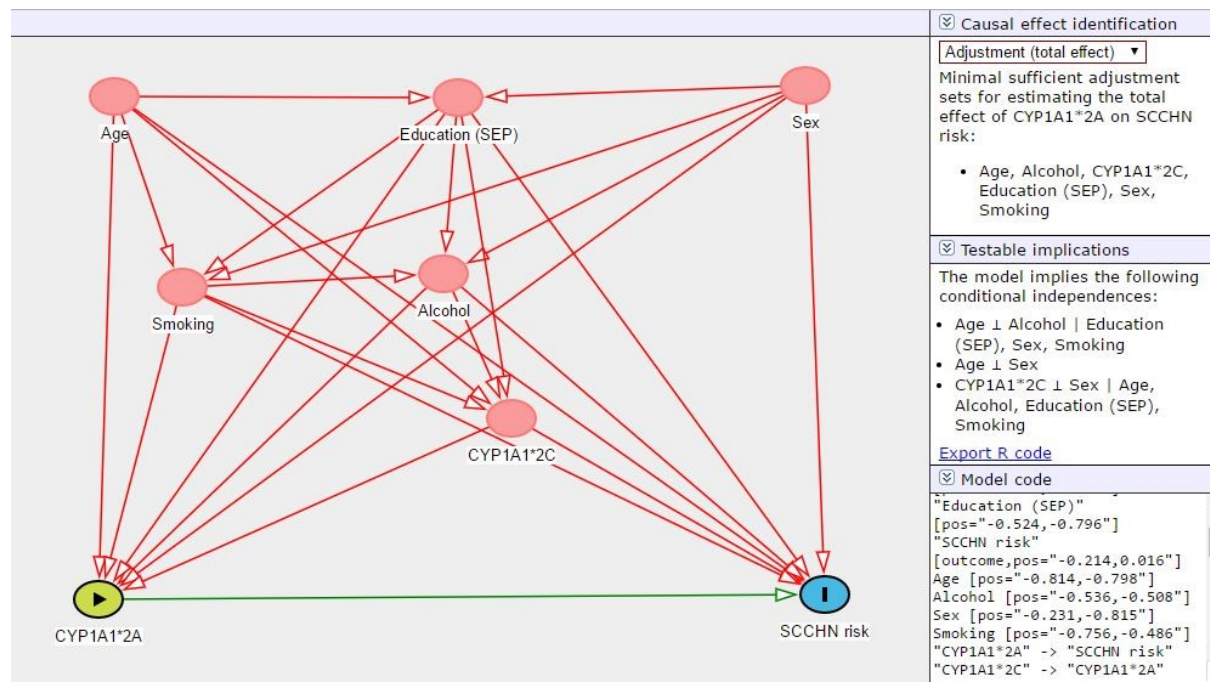 Causal effect identification
Adjustment (total effect) ▼
Minimal sufficient adjustment
sets for estimating the total
effect of CYP1A1*2A on SCCHN
risk:
• Age, Alcohol, CYP1A1*2C,
Education (SEP), Sex,
Smoking
Testable implications
The model implies the following
conditional independences:
• Age ⊥ Alcohol | Education
(SEP), Sex, Smoking
• Age ⊥ Sex
• CYP1A1*2C ⊥ Sex | Age,
Alcohol, Education (SEP),
Smoking
Export R code
Model code
"Education (SEP)"
[pos="-0.524,-0.796"]
"SCCHN risk"
[outcome,pos="-0.214,0.016"]
Age [pos="-0.814,-0.798"]
Alcohol [pos="-0.536,-0.508"]
Sex [pos="-0.231,-0.815"]
Smoking [pos="-0.756,-0.486"]
"CYP1A1*2A" -> "SCCHN risk"
"CYP1A1*2C" -> "CYP1A1*2A"
Age
Education (SEP)
Sex
Smoking
Alcohol
CYP1A1*2C
CYP1A1*2A
SCCHN risk